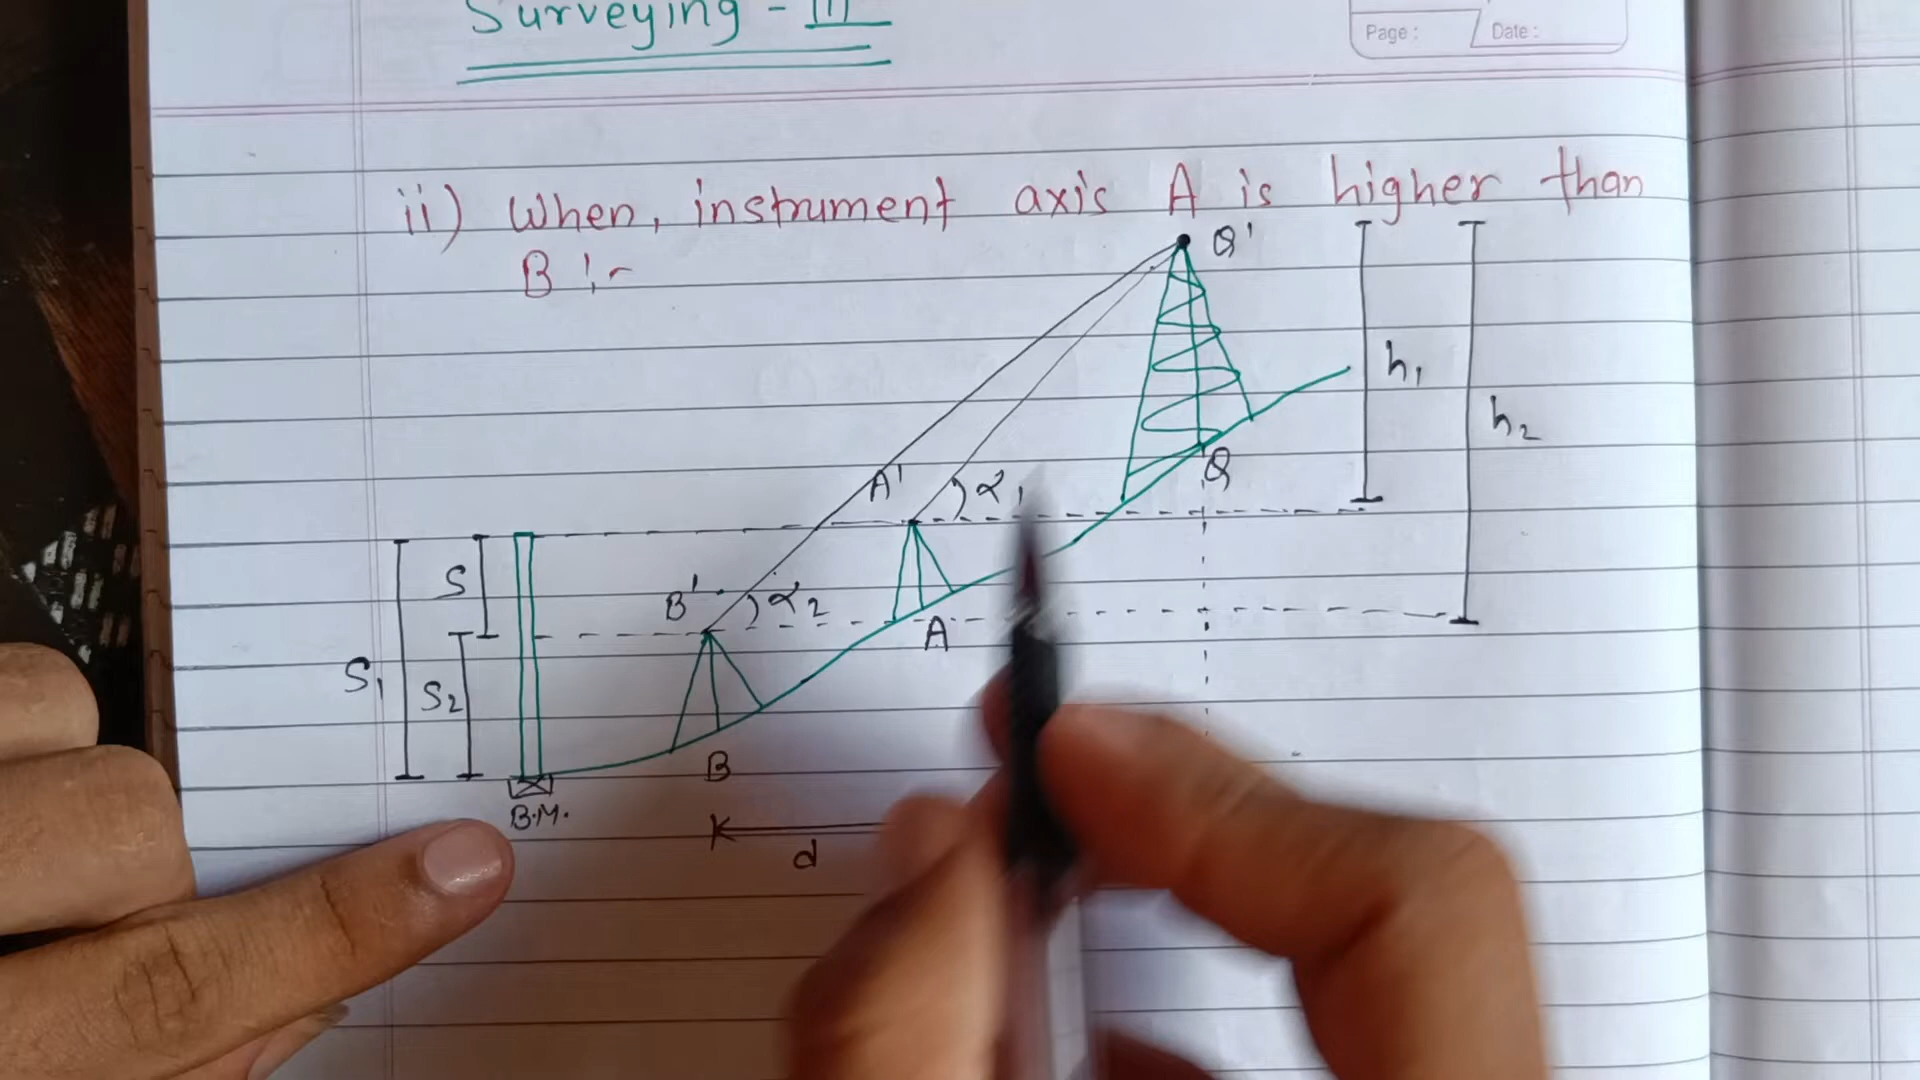 Surveying - III
Page :
Date :
ii) When, instrument axis A is higher than
B :-
Q'
h₁
h₂
Q
A'
α₁
S
B'
α₂
A
S₁
S₂
B
B.M.
d